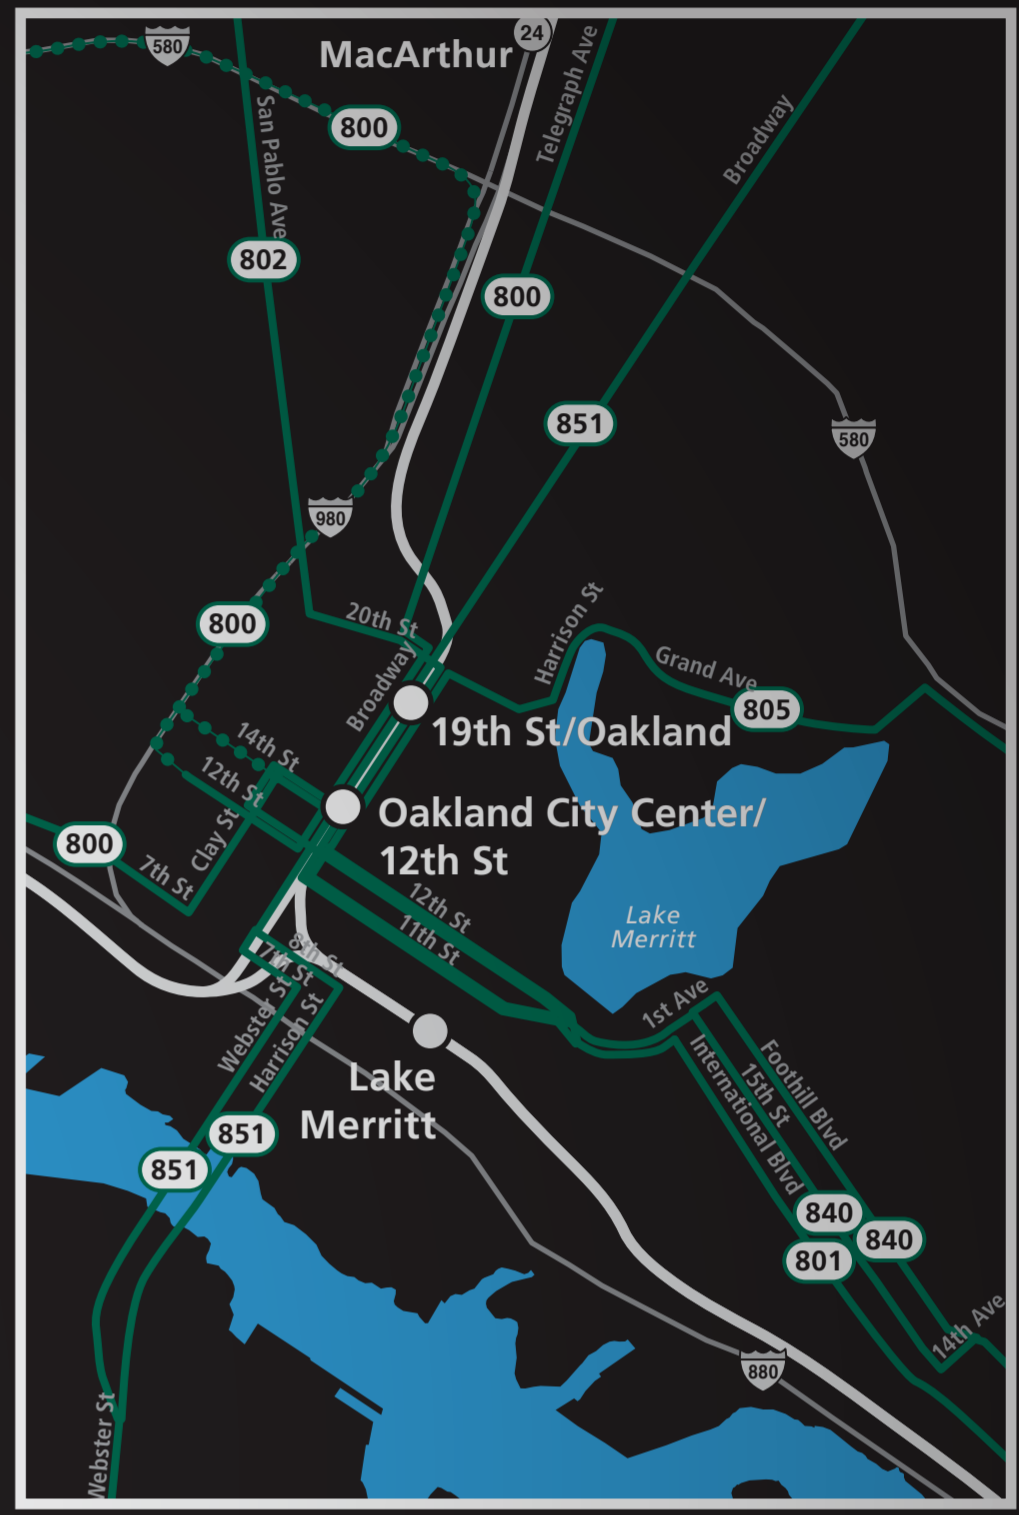 24
580
MacArthur
Telegraph Ave
800
San Pablo Ave
Broadway
802
800
851
580
980
800
20th St
Harrison St
Broadway
Grand Ave
805
19th St/Oakland
14th St
12th St
Oakland City Center/
12th St
Clay St
800
7th St
12th St
11th St
Lake
Merritt
8th St
7th St
1st Ave
Webster St
Harrison St
Foothill Blvd
15th St
International Blvd
Lake
Merritt
851
851
840
840
801
14th Ave
880
Webster St